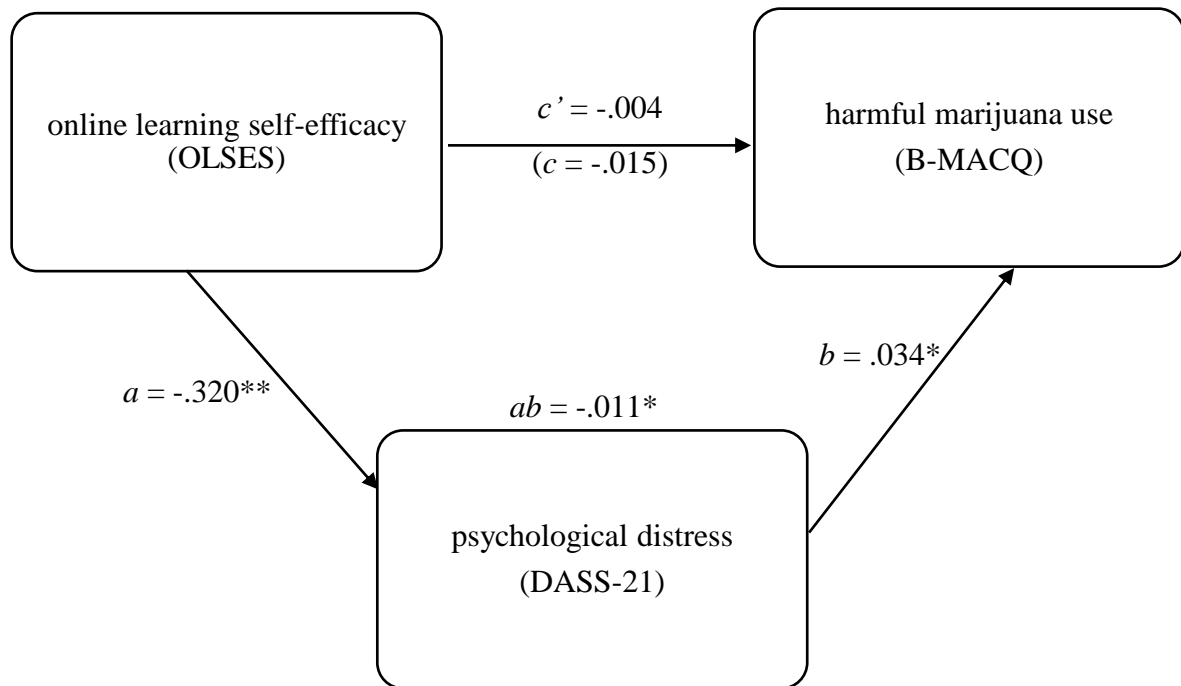 online learning self-efficacy
(OLSES)
c’ = -.004
(c = -.015)
harmful marijuana use
(B-MACQ)
a = -.320**
ab = -.011*
b = .034*
psychological distress
(DASS-21)